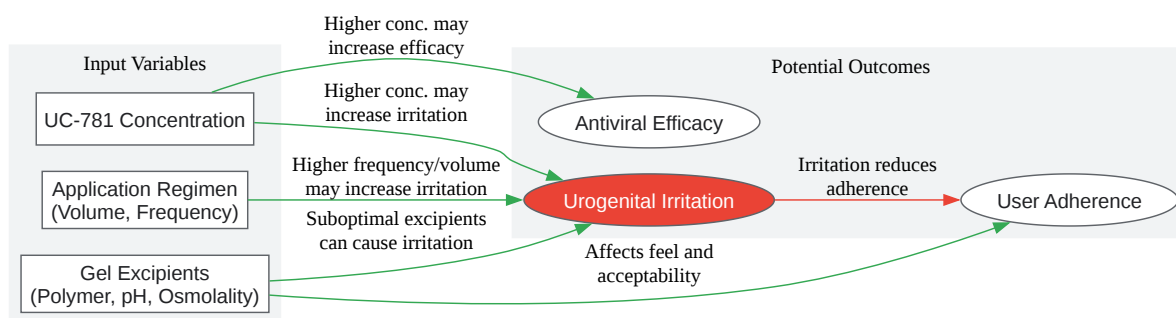 Input Variables
UC-781 Concentration
Application Regimen
(Volume, Frequency)
Gel Excipients
(Polymer, pH, Osmolality)
Higher conc. may
increase efficacy
Higher conc. may
increase irritation
Higher frequency/volume
may increase irritation
Suboptimal excipients
can cause irritation
Potential Outcomes
Antiviral Efficacy
Urogenital Irritation
Irritation reduces
adherence
User Adherence
Affects feel and
acceptability